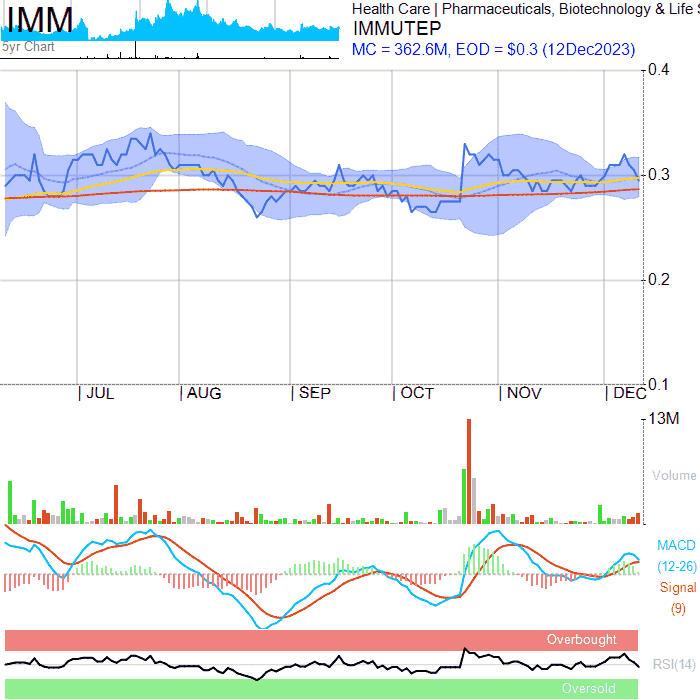 IMM
5yr Chart
Health Care | Pharmaceuticals, Biotechnology & Life S
IMMUTEP
MC = 362.6M, EOD = $0.3 (12Dec2023)
0.4
0.3
0.2
0.1
| JUL | AUG | SEP | OCT | NOV | DEC
13M
Volume
MACD
(12-26)
Signal
(9)
Overbought
RSI(14)
Oversold